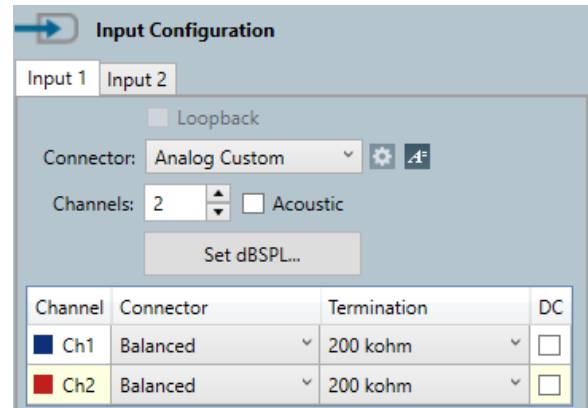 Input Configuration
Input 1 Input 2
Loopback
Connector: Analog Custom
Channels: 2 Acoustic
Set dBSPL...
Channel Connector Termination DC
Ch1 Balanced 200 kohm
Ch2 Balanced 200 kohm